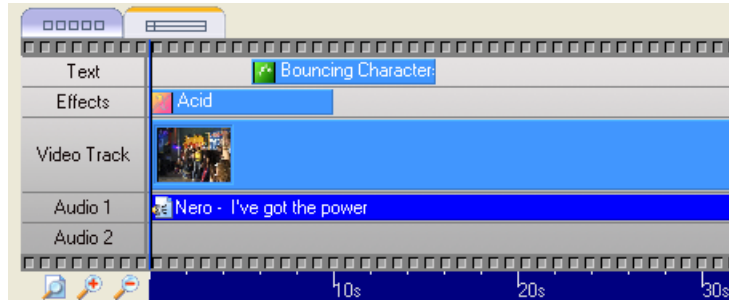 Text
Bouncing Character
Effects
Acid
Video Track
Audio 1
Nero - I've got the power
Audio 2
10s
20s
30s